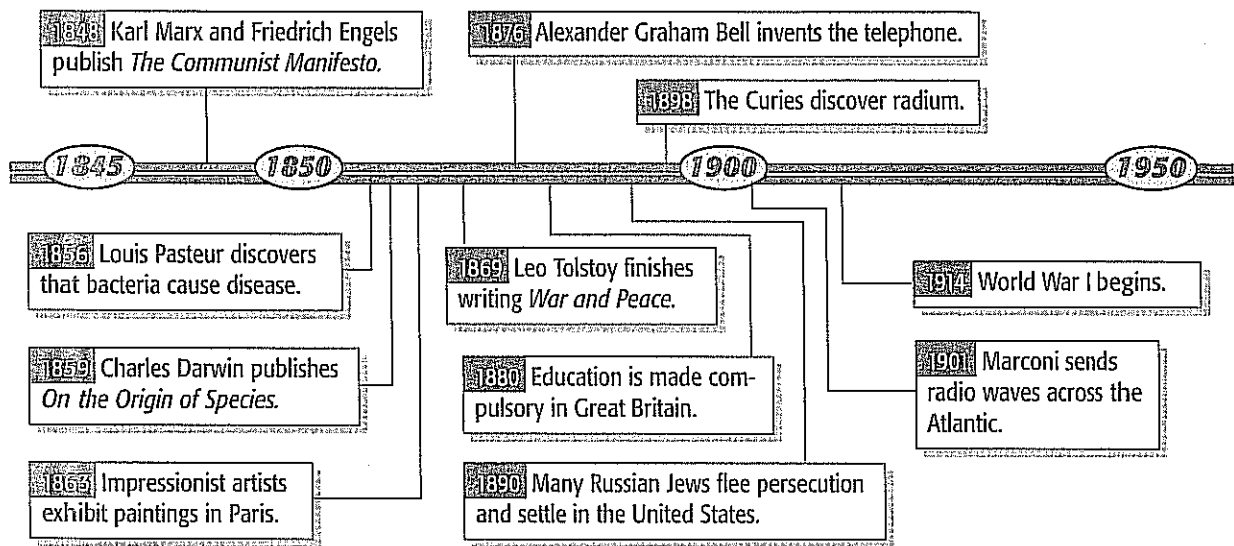 1848 Karl Marx and Friedrich Engels
publish The Communist Manifesto.
1876 Alexander Graham Bell invents the telephone.
1898 The Curies discover radium.
1845
1850
1900
1950
1856 Louis Pasteur discovers
that bacteria cause disease.
1869 Leo Tolstoy finishes
writing War and Peace.
1914 World War I begins.
1859 Charles Darwin publishes
On the Origin of Species.
1880 Education is made com-
pulsory in Great Britain.
1901 Marconi sends
radio waves across the
Atlantic.
1863 Impressionist artists
exhibit paintings in Paris.
1890 Many Russian Jews flee persecution
and settle in the United States.